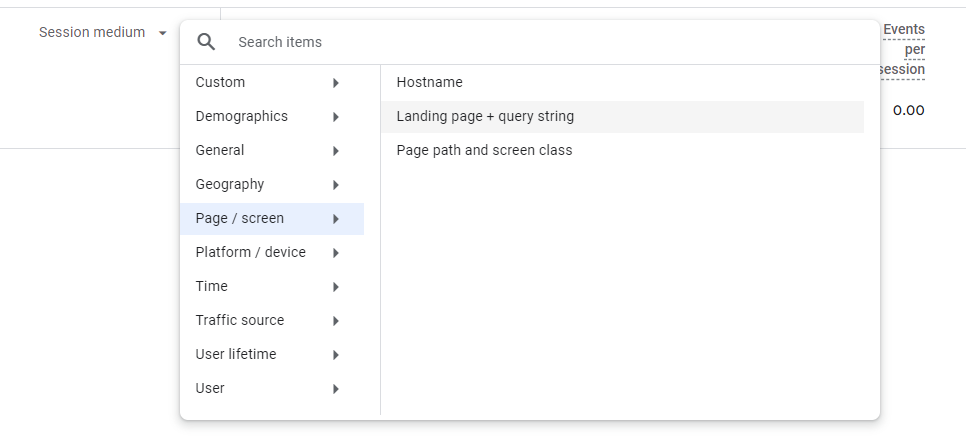 Session medium
Search items
Events
per
session
0.00
Custom
Demographics
General
Geography
Page / screen
Platform / device
Time
Traffic source
User lifetime
User
Hostname
Landing page + query string
Page path and screen class